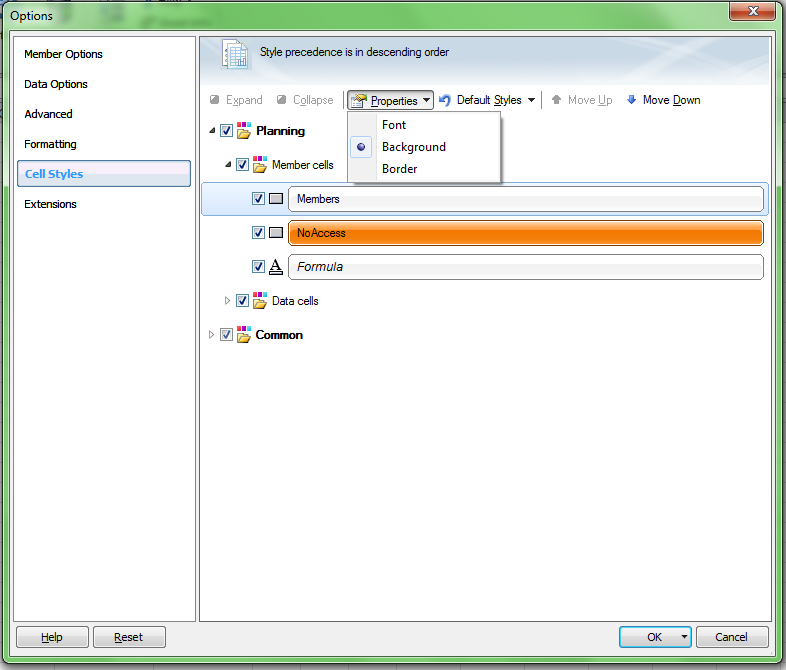 Options
Member Options
Data Options
Advanced
Formatting
Cell Styles
Extensions
Style precedence is in descending order
Expand Collapse Properties Default Styles Move Up Move Down
Font
Background
Border
Planning
Member cells
Members
NoAccess
Formula
Data cells
Common
Help Reset OK Cancel